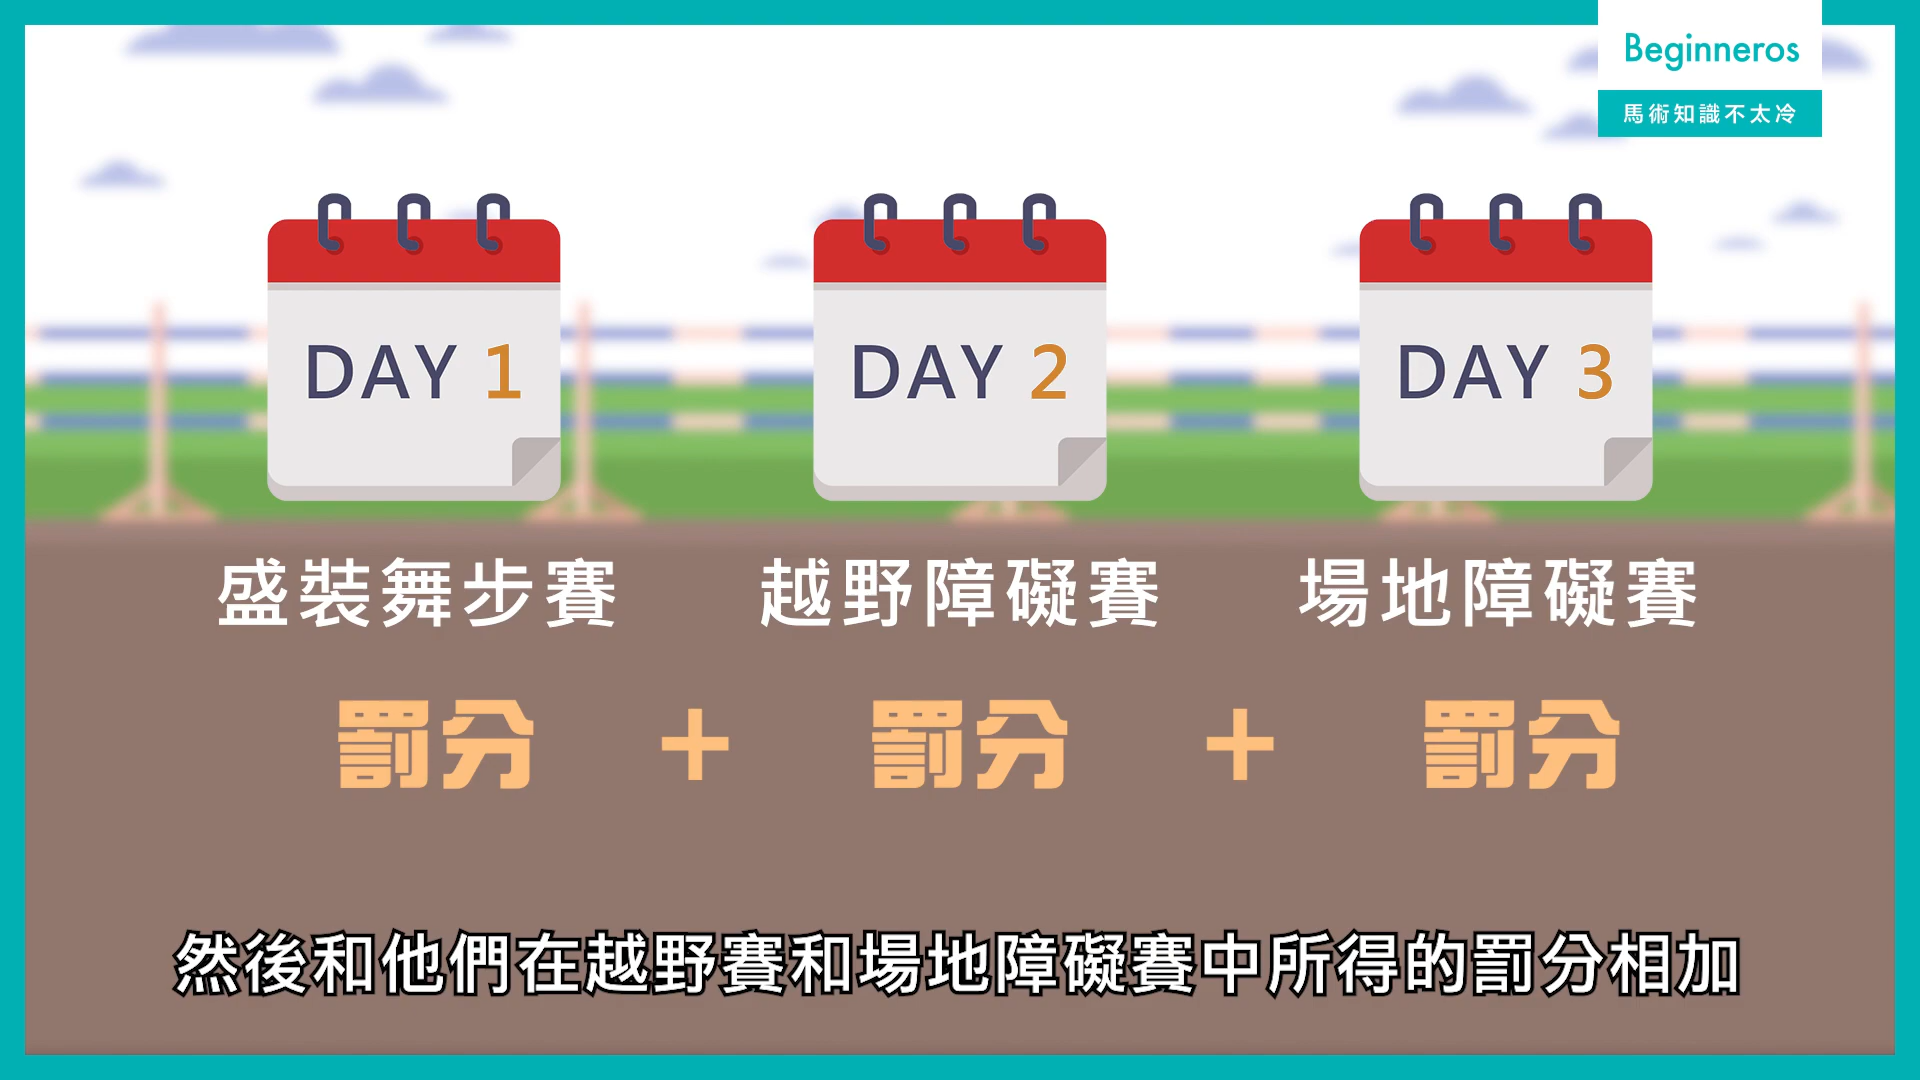 Beginneros
馬術知識不太冷
DAY 1
DAY 2
DAY 3
盛裝舞步賽
越野障礙賽
場地障礙賽
罰分 + 罰分 + 罰分
然後和他們在越野賽和場地障礙賽中所得的罰分相加